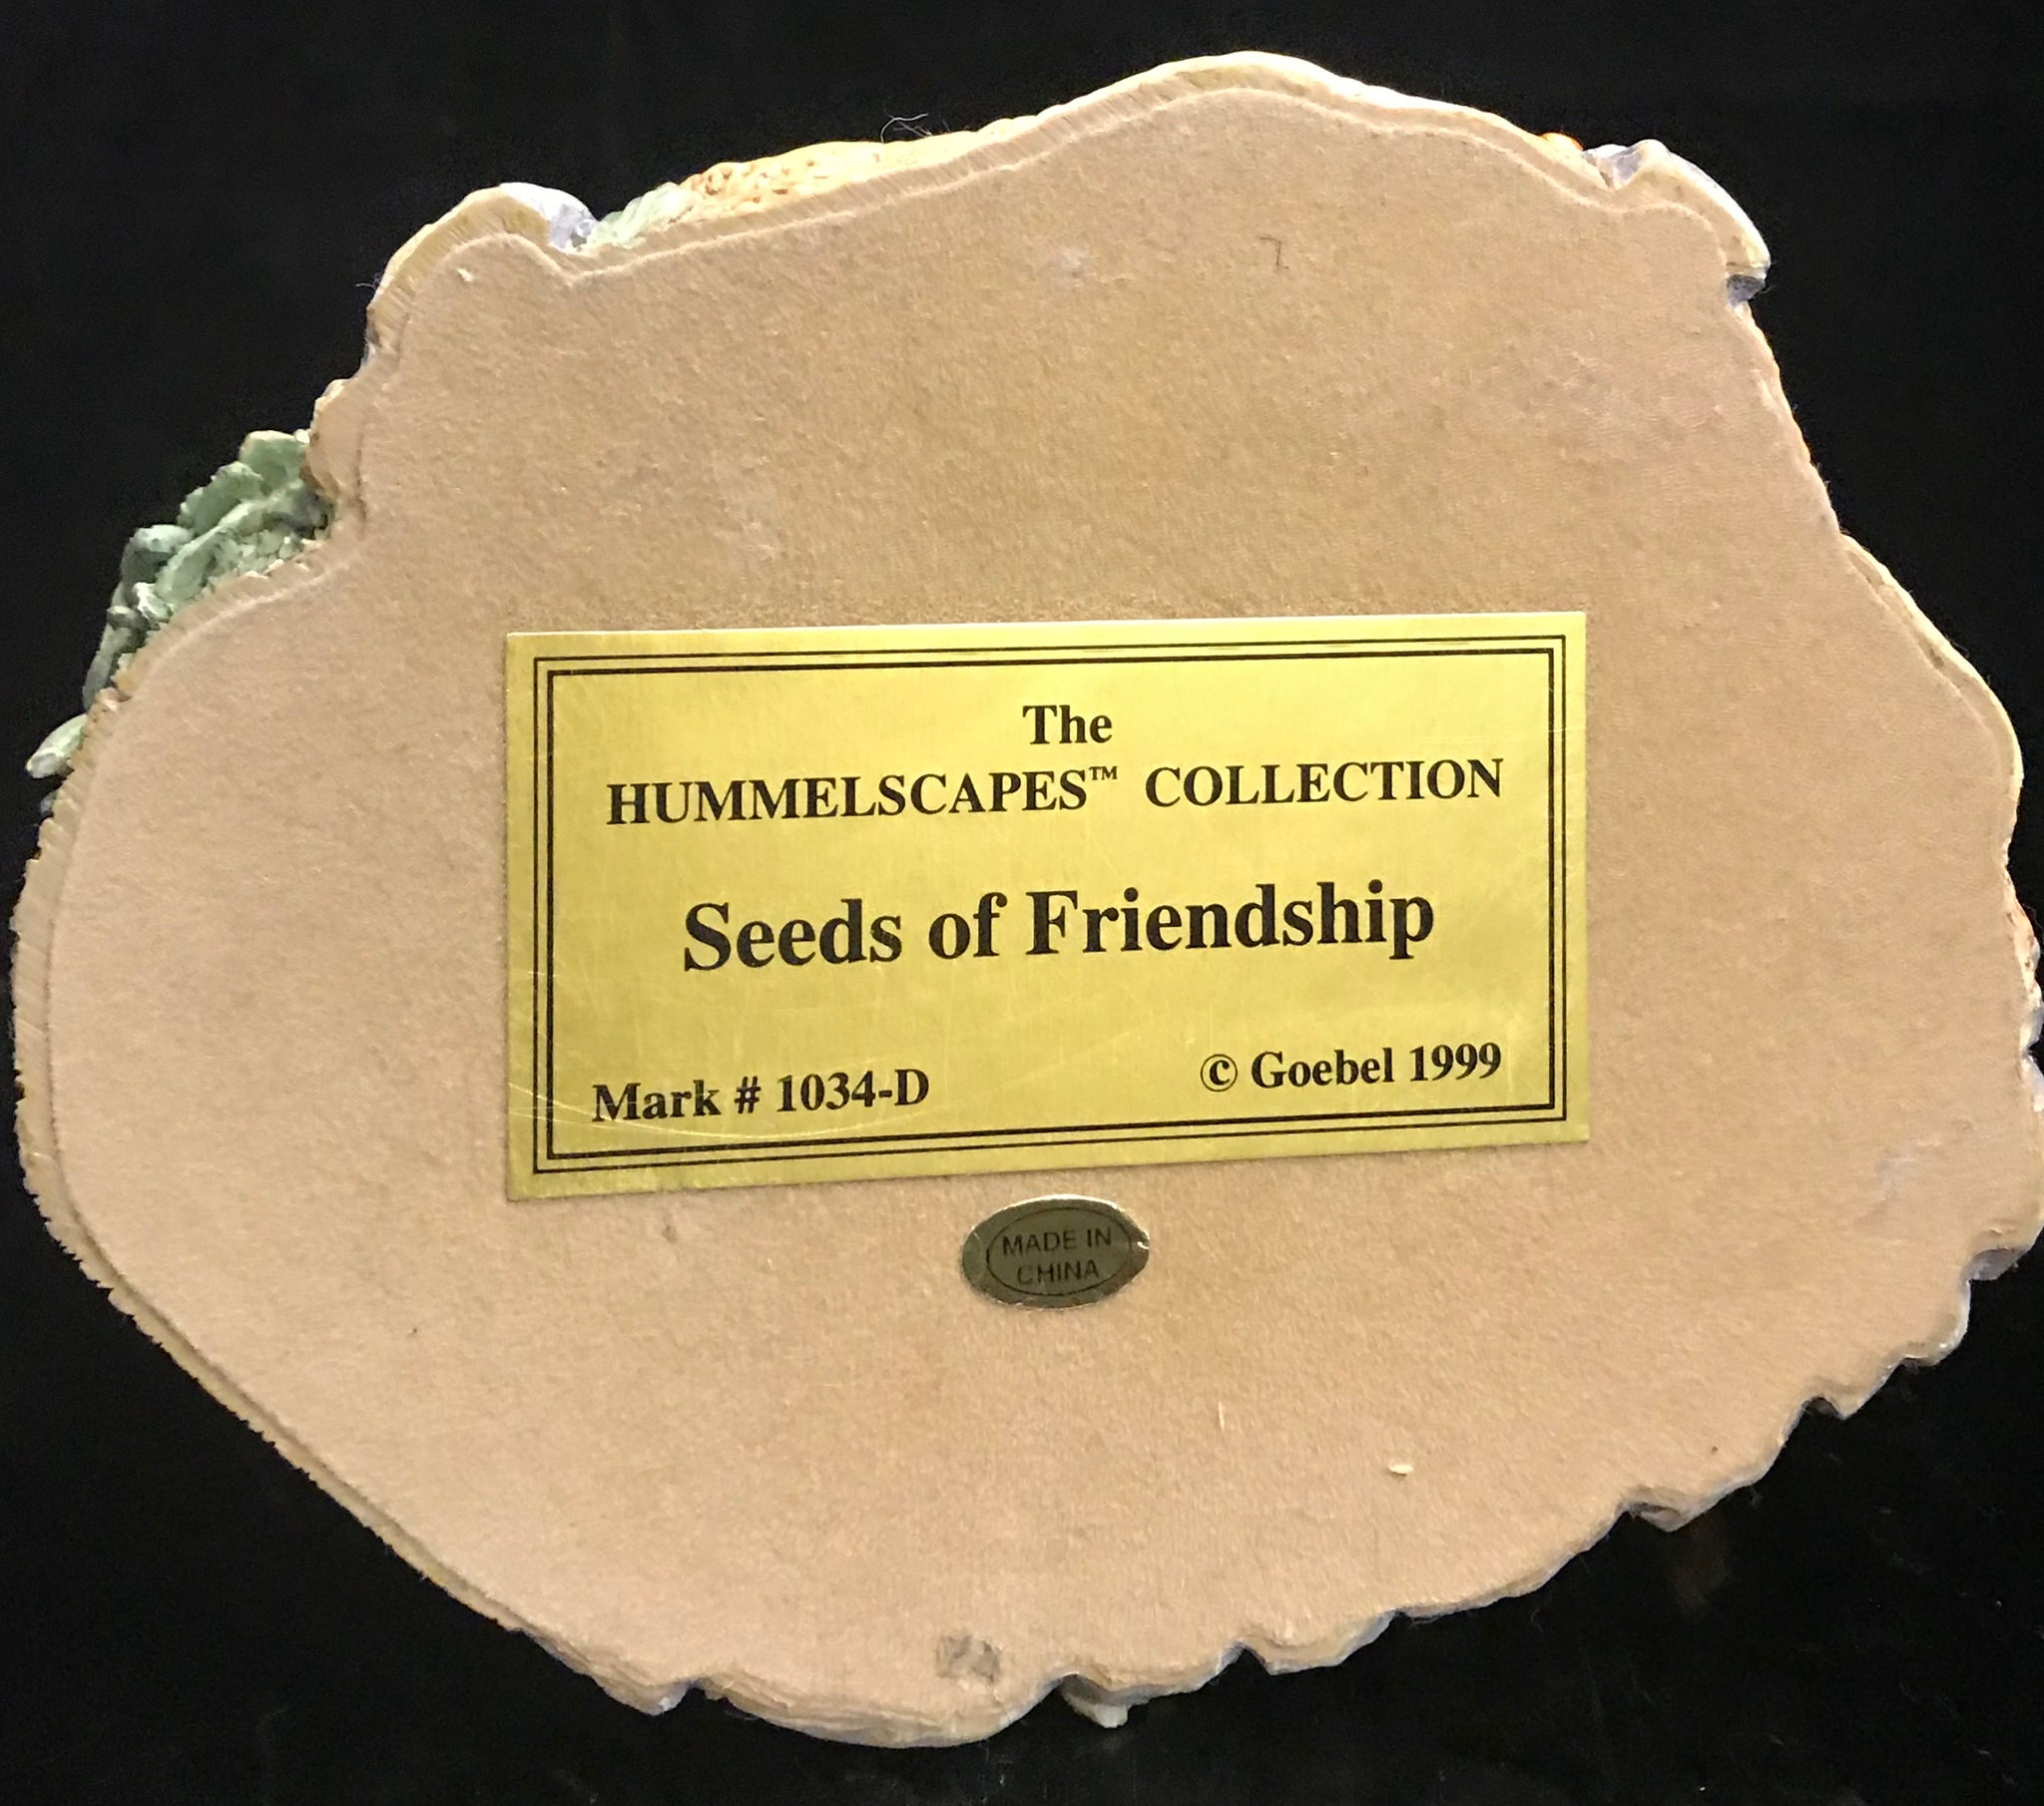 The
HUMMELSCAPES™ COLLECTION
Seeds of Friendship
Mark # 1034-D
© Goebel 1999
MADE IN
CHINA